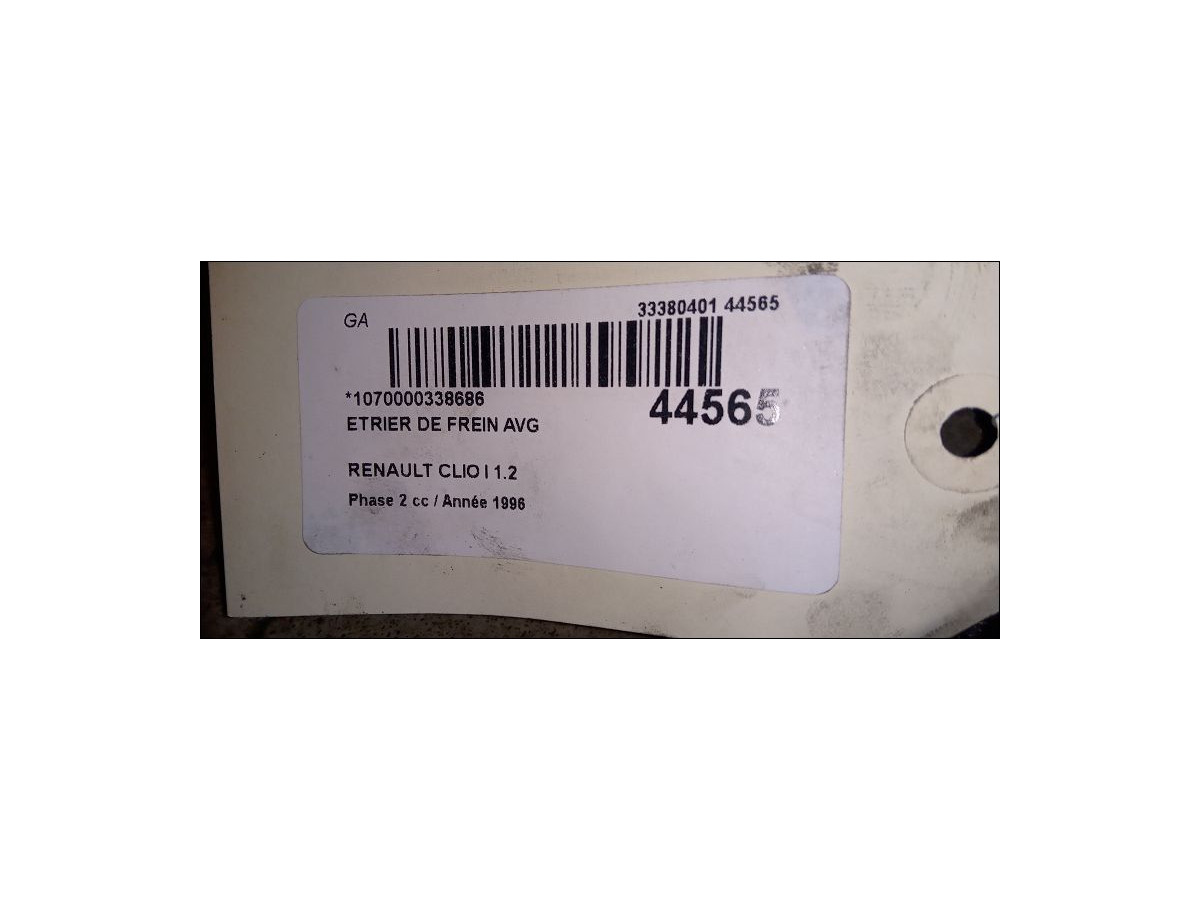 GA
33380401 44565
*1070000338686
44565
ETRIER DE FREIN AVG
RENAULT CLIO I 1.2
Phase 2 cc / Année 1996